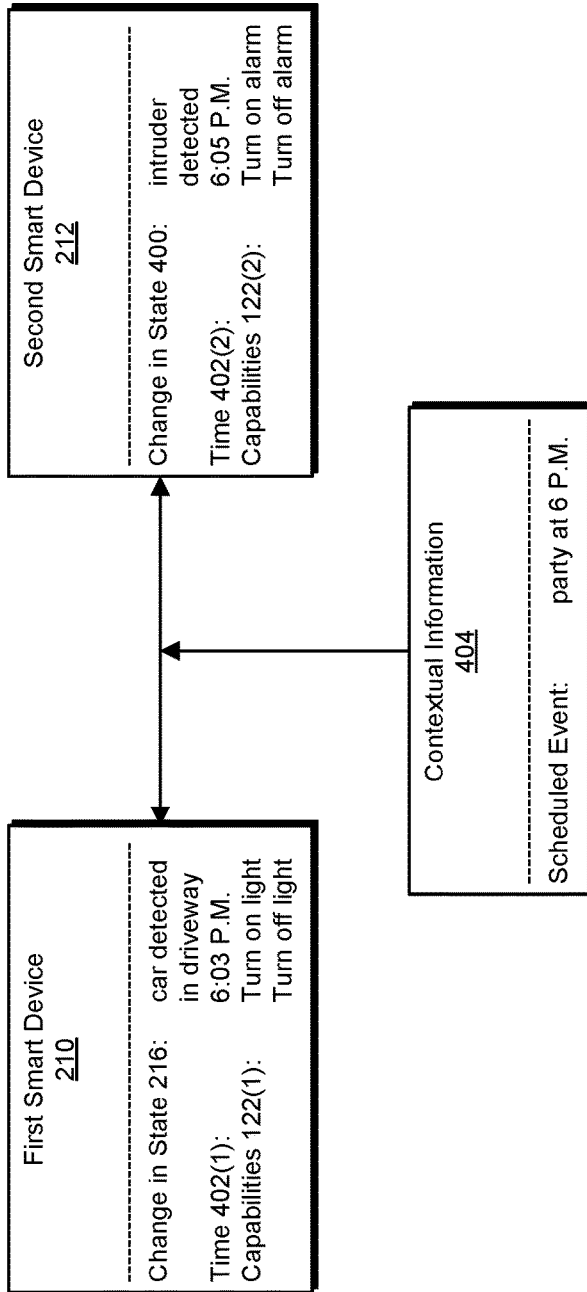 First Smart Device
210
Change in State 216: car detected
in driveway
Time 402(1): 6:03 P.M.
Capabilities 122(1): Turn on light
Turn off light
Second Smart Device
212
Change in State 400: intruder
detected
Time 402(2): 6:05 P.M.
Capabilities 122(2): Turn on alarm
Turn off alarm
Contextual Information
404
Scheduled Event: party at 6 P.M.